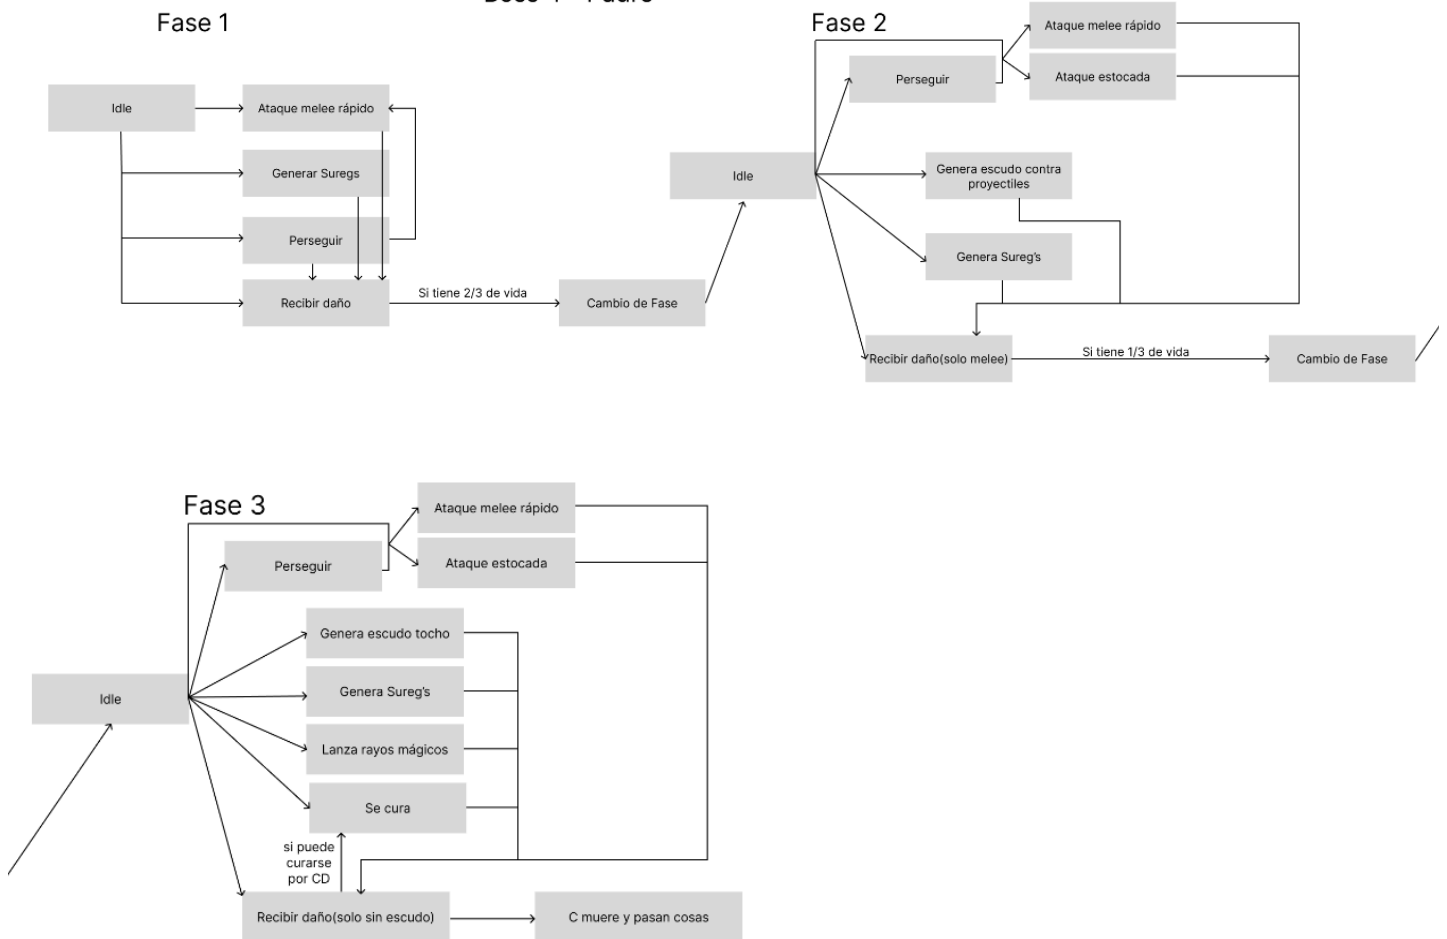 Fase 1
Idle
Ataque melee rápido
Generar Suregs
Perseguir
Recibir daño
Si tiene 2/3 de vida
Cambio de Fase
Fase 2
Ataque melee rápido
Perseguir
Ataque estocada
Idle
Genera escudo contra
proyectiles
Genera Sureg's
Recibir daño(solo melee)
Si tiene 1/3 de vida
Cambio de Fase
Fase 3
Ataque melee rápido
Perseguir
Ataque estocada
Genera escudo tocho
Idle
Genera Sureg's
Lanza rayos mágicos
Se cura
si puede
curarse
por CD
Recibir daño(solo sin escudo)
C muere y pasan cosas